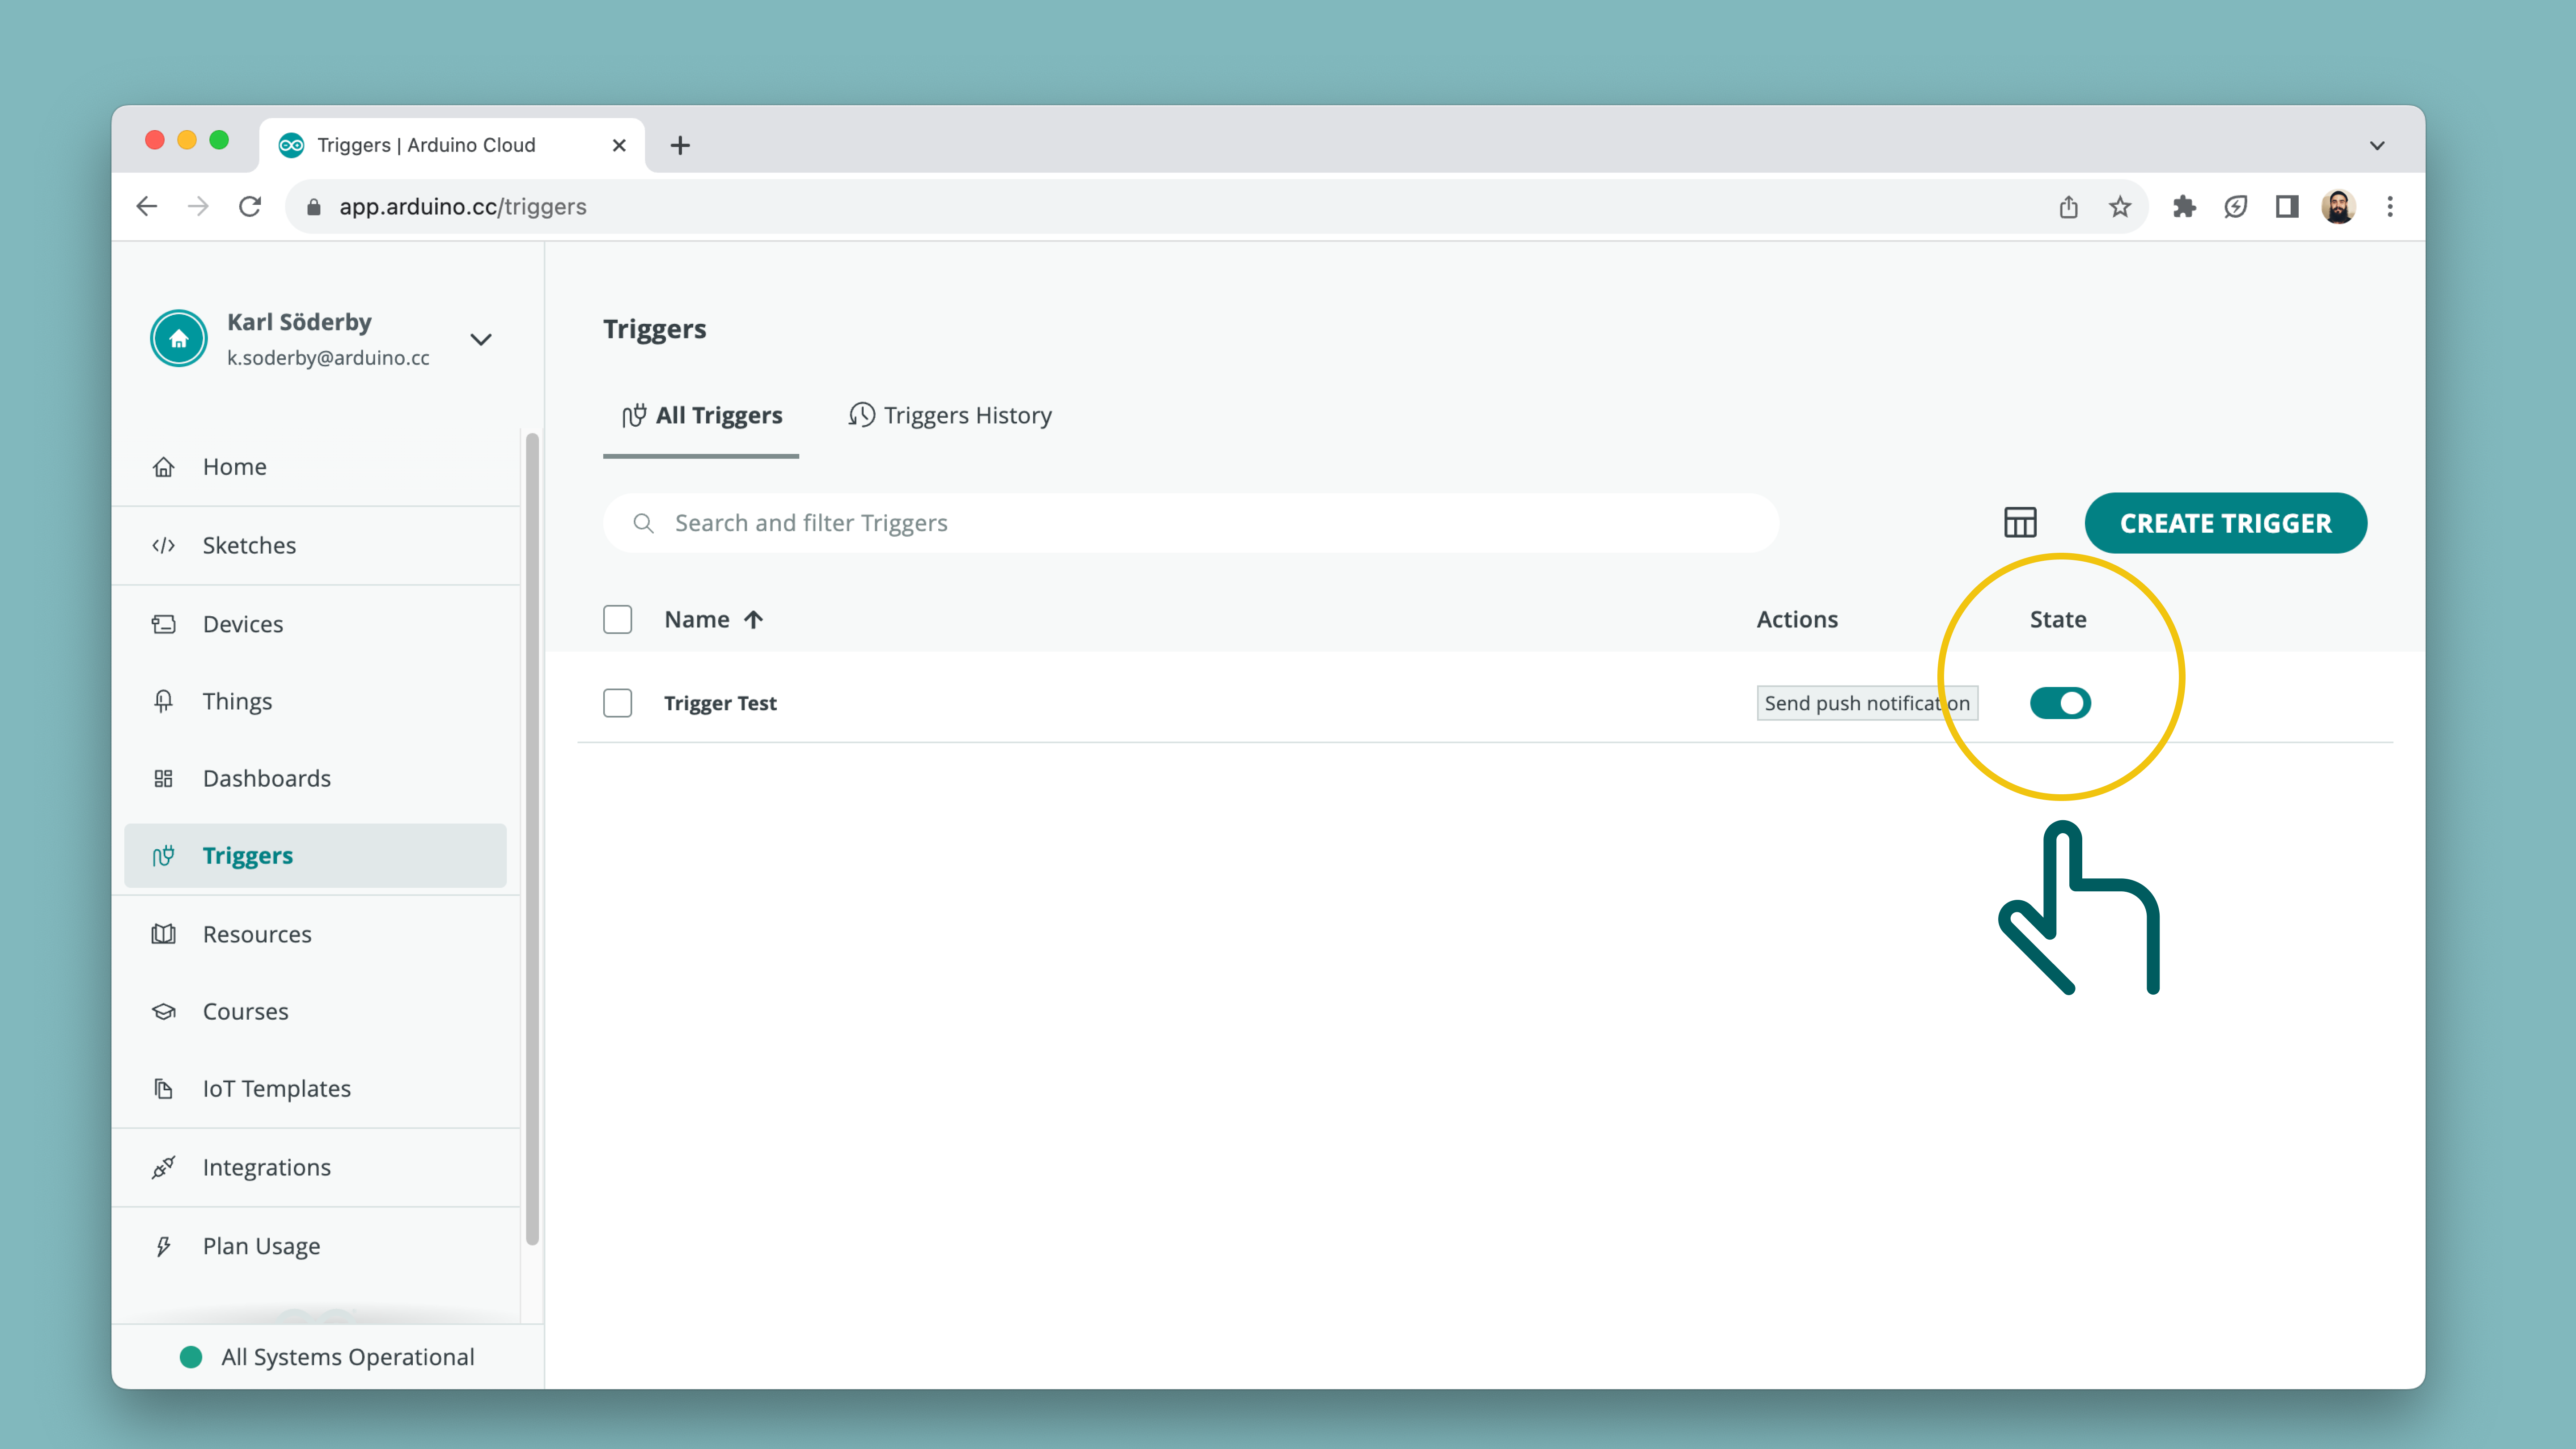 Triggers | Arduino Cloud
app.arduino.cc/triggers
Karl Söderby
k.soderby@arduino.cc
Home
Sketches
Devices
Things
Dashboards
Triggers
Resources
Courses
IoT Templates
Integrations
Plan Usage
All Systems Operational
Triggers
All Triggers
Triggers History
Search and filter Triggers
CREATE TRIGGER
Name Actions State
Trigger Test Send push notification